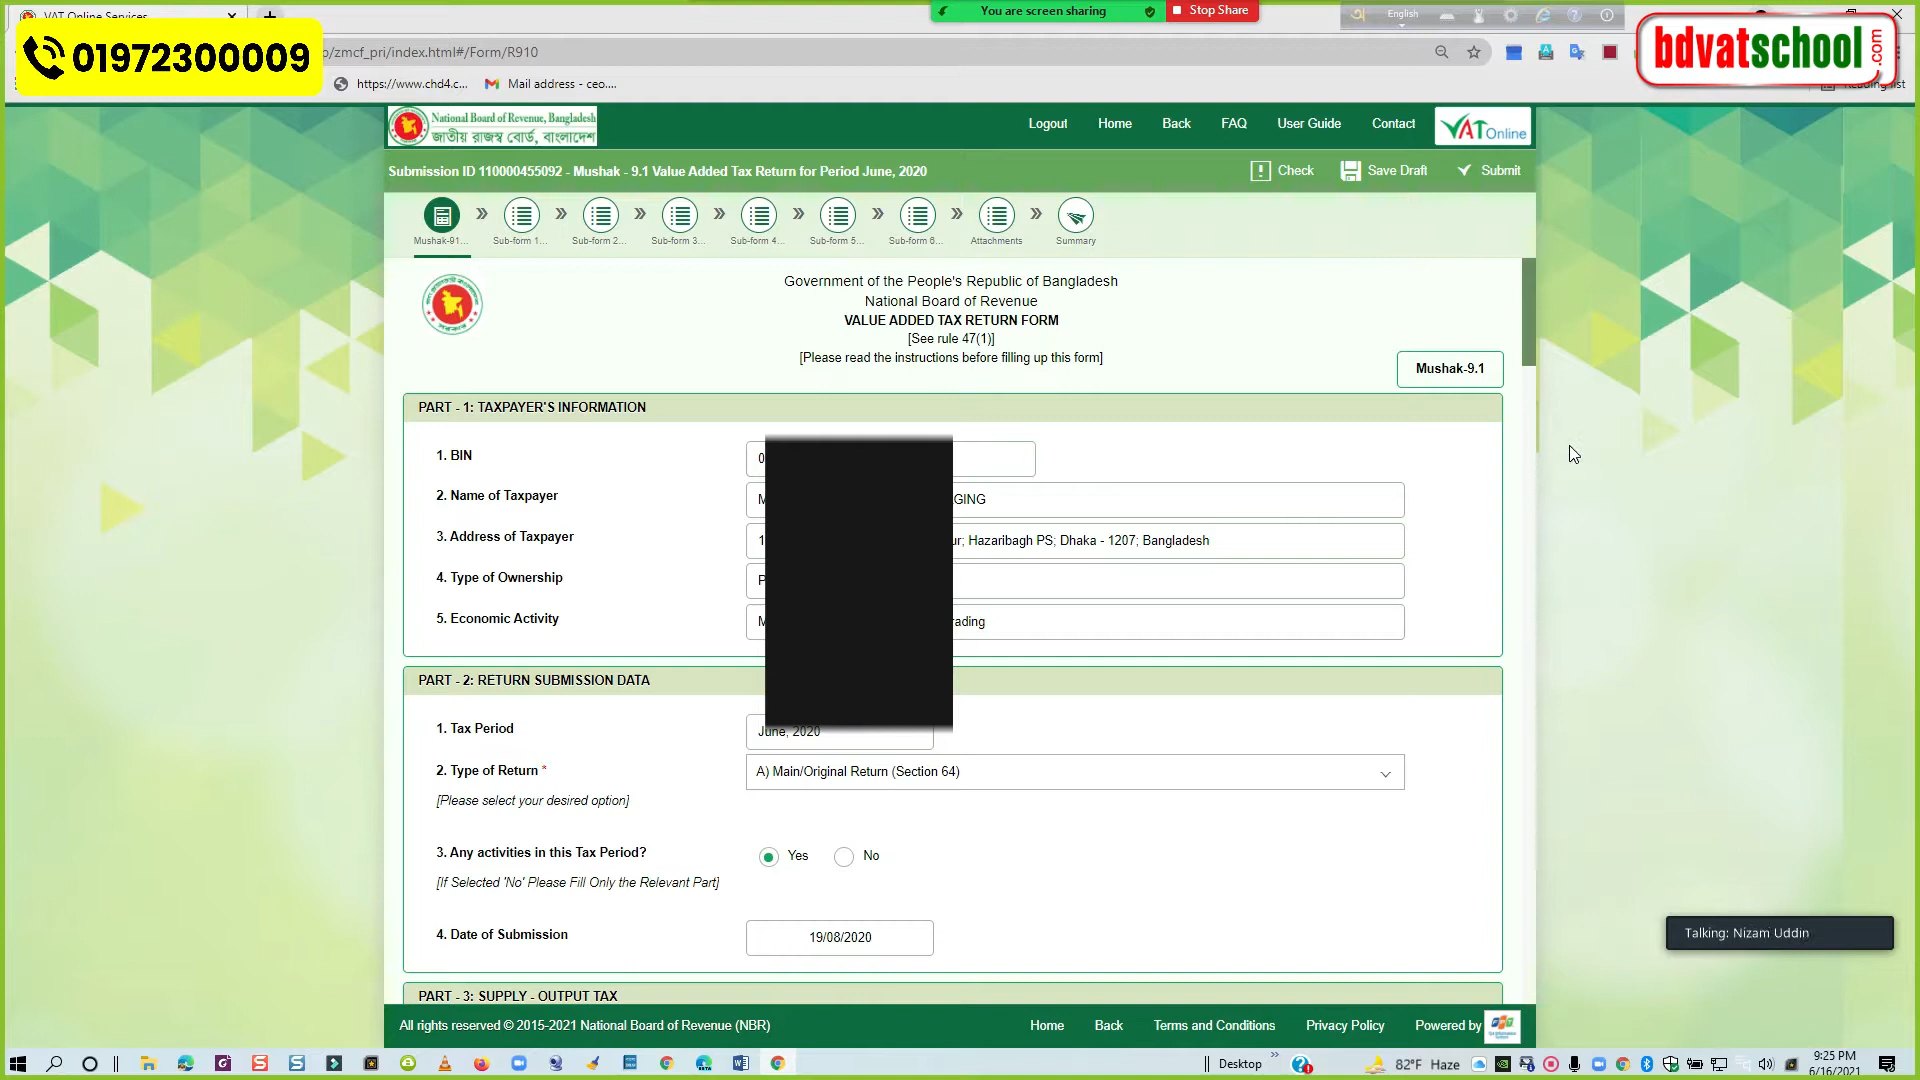 VAT Online Services
You are screen sharing
Stop Share
English
01972300009
o/zmcf_pri/index.html#/Form/R910
bdvatschool.com
https://www.chd4.c...
Mail address - ceo....
Reading list
National Board of Revenue, Bangladesh
জাতীয় রাজস্ব বোর্ড, বাংলাদেশ
Logout
Home
Back
FAQ
User Guide
Contact
VAT Online
Submission ID 110000455092 - Mushak - 9.1 Value Added Tax Return for Period June, 2020
Check
Save Draft
Submit
Mushak-91...
Sub-form 1...
Sub-form 2...
Sub-form 3...
Sub-form 4...
Sub-form 5...
Sub-form 6...
Attachments
Summary
Government of the People's Republic of Bangladesh
National Board of Revenue
VALUE ADDED TAX RETURN FORM
[See rule 47(1)]
[Please read the instructions before filling up this form]
Mushak-9.1
PART - 1: TAXPAYER'S INFORMATION
1. BIN
0
2. Name of Taxpayer
M GING
3. Address of Taxpayer
1 ur; Hazaribagh PS; Dhaka - 1207; Bangladesh
4. Type of Ownership
P
5. Economic Activity
M rading
PART - 2: RETURN SUBMISSION DATA
1. Tax Period
June, 2020
2. Type of Return *
A) Main/Original Return (Section 64)
[Please select your desired option]
3. Any activities in this Tax Period?
Yes
No
[If Selected 'No' Please Fill Only the Relevant Part]
4. Date of Submission
19/08/2020
Talking: Nizam Uddin
PART - 3: SUPPLY - OUTPUT TAX
All rights reserved © 2015-2021 National Board of Revenue (NBR)
Home
Back
Terms and Conditions
Privacy Policy
Powered by
Desktop
82°F Haze
9:25 PM
6/16/2021